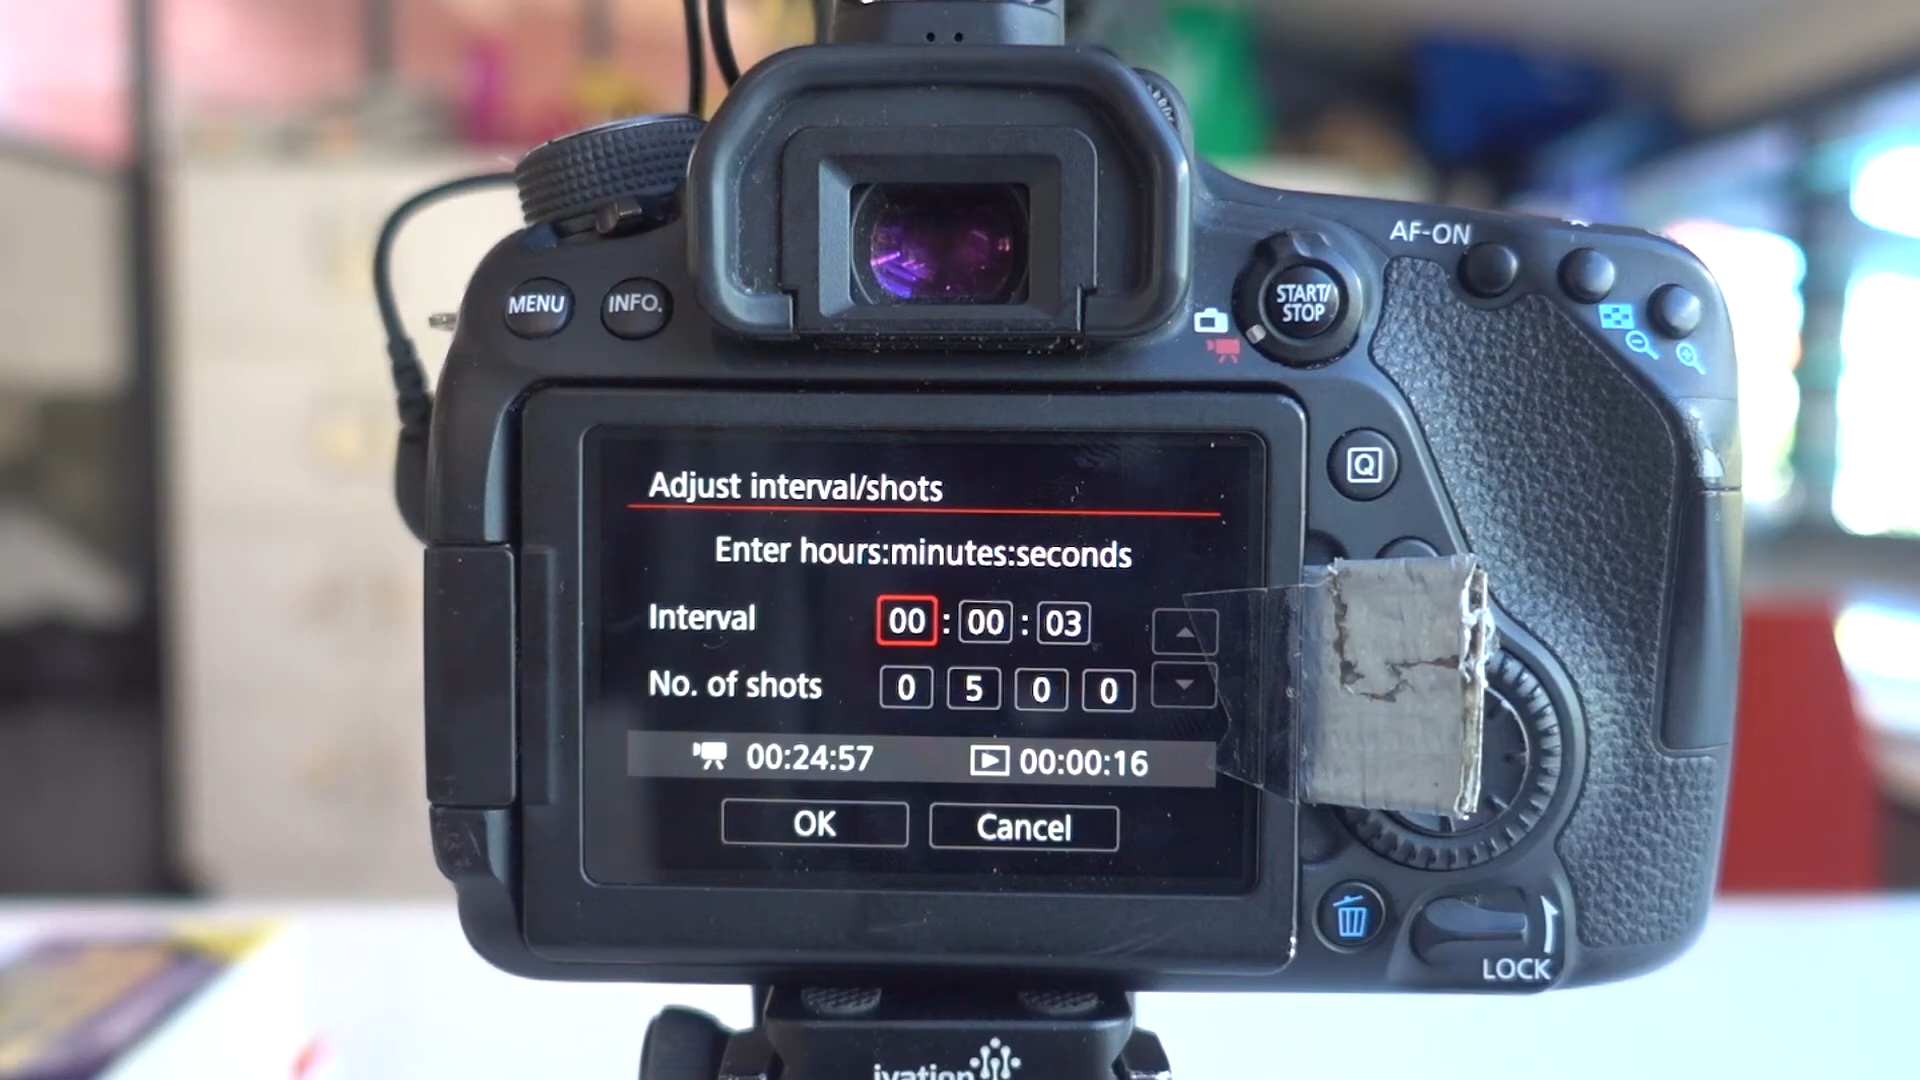 AF-ON
MENU
INFO.
START/
STOP
Q
Adjust interval/shots
Enter hours:minutes:seconds
Interval 00 : 00 : 03
No. of shots 0 5 0 0
00:24:57 00:00:16
OK Cancel
LOCK
ivation